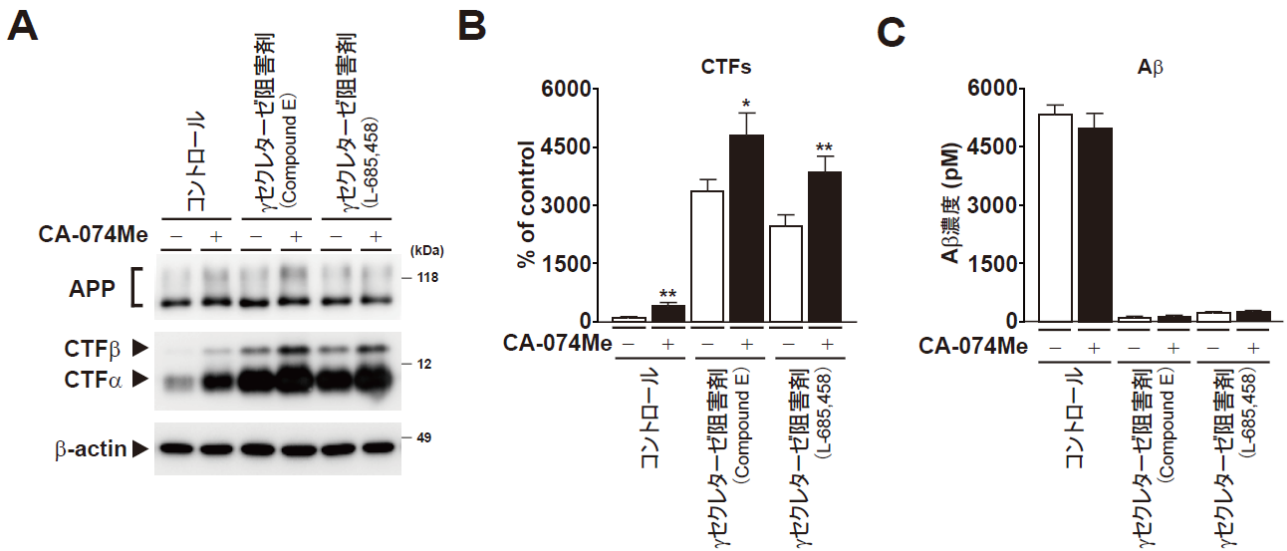 A
コントロール
γセクレターゼ阻害剤
(Compound E)
γセクレターゼ阻害剤
(L-685,458)
CA-074Me − + − + − +
(kDa)
APP
118
CTFβ
12
CTFα
β-actin
49
B
CTFs
% of control
6000
4500
3000
1500
0
**
*
**
CA-074Me − + − + − +
コントロール
γセクレターゼ阻害剤
(Compound E)
γセクレターゼ阻害剤
(L-685,458)
C
Aβ
Aβ濃度 (pM)
6000
4500
3000
1500
0
CA-074Me − + − + − +
コントロール
γセクレターゼ阻害剤
(Compound E)
γセクレターゼ阻害剤
(L-685,458)